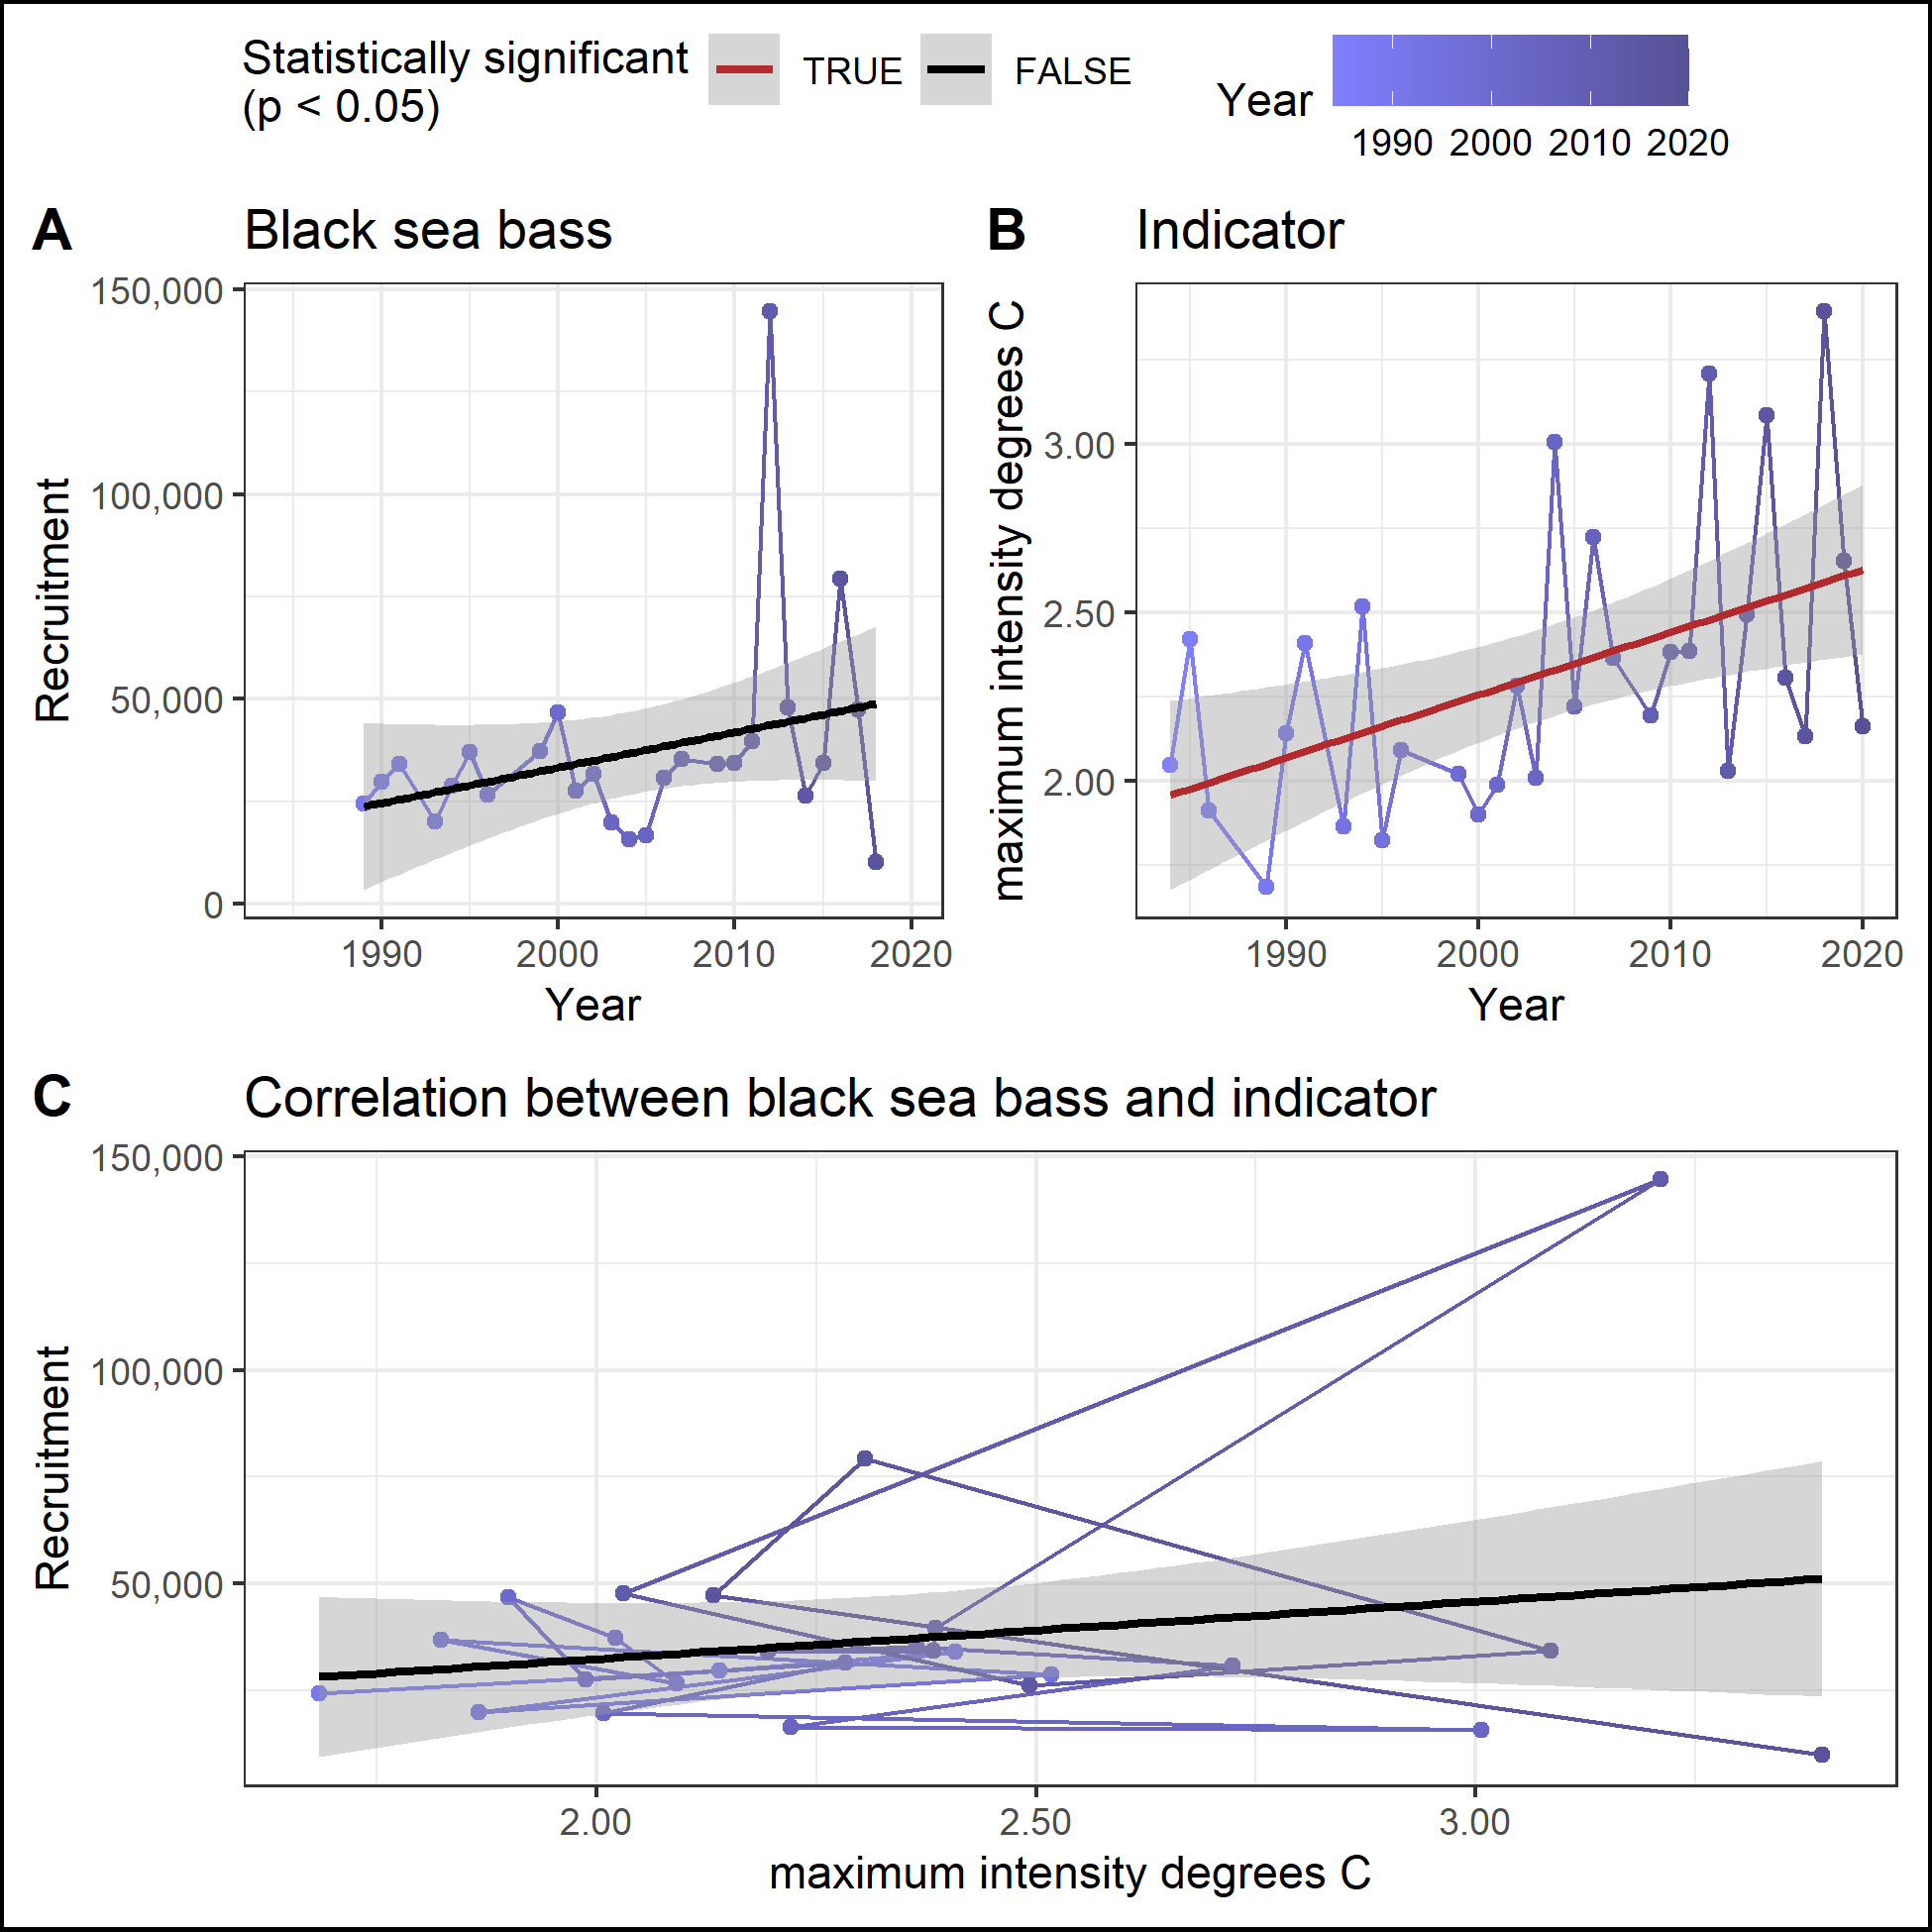 Statistically significant
(p < 0.05)
TRUE
FALSE
Year
1990 2000 2010 2020
A
Black sea bass
150,000
100,000
50,000
0
Recruitment
1990 2000 2010 2020
Year
B
Indicator
maximum intensity degrees C
3.00
2.50
2.00
1990 2000 2010 2020
Year
C
Correlation between black sea bass and indicator
150,000
100,000
50,000
Recruitment
2.00 2.50 3.00
maximum intensity degrees C